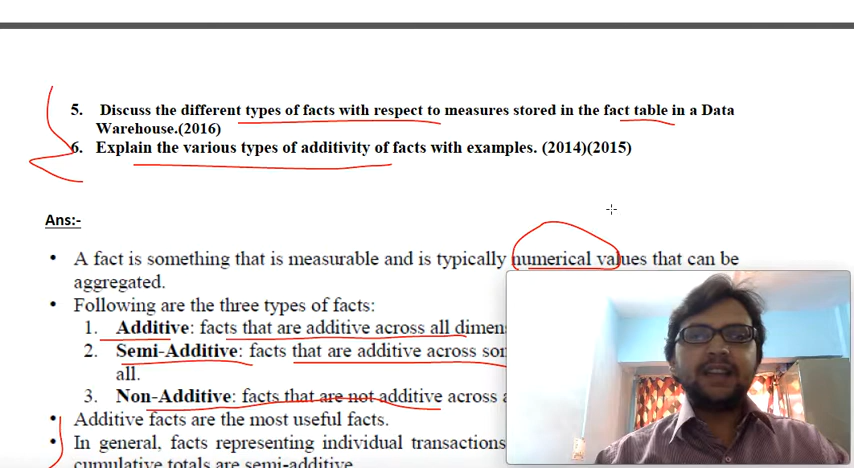 5. Discuss the different types of facts with respect to measures stored in the fact table in a Data
Warehouse.(2016)
6. Explain the various types of additivity of facts with examples. (2014)(2015)
Ans:-
• A fact is something that is measurable and is typically numerical values that can be
aggregated.
• Following are the three types of facts:
1. Additive: facts that are additive across all
2. Semi-Additive: facts that are additive across
all.
3. Non-Additive: facts that are not additive across
• Additive facts are the most useful facts.
• In general, facts representing individual transactions
cumulative totals are semi-additive